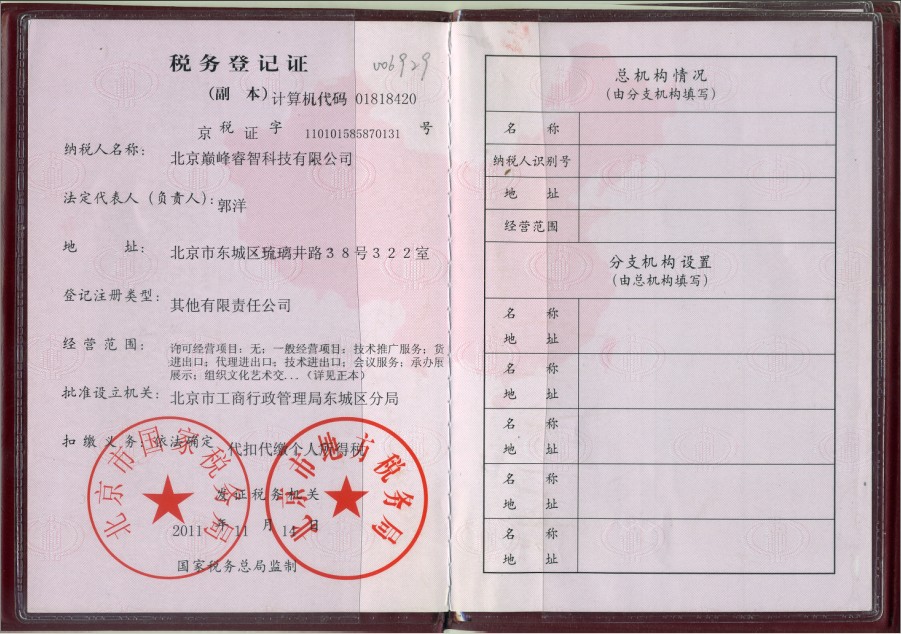 税务登记证
(副 本)
计算机代码 01818420
京 税 证 字 110101585870131 号
纳税人名称: 北京巅峰睿智科技有限公司
法定代表人（负责人）: 郭洋
地 址: 北京市东城区琉璃井路38号322室
登记注册类型: 其他有限责任公司
经 营 范 围: 许可经营项目：无；一般经营项目：技术推广服务；货
进出口；代理进出口；技术进出口；会议服务；承办展
展示；组织文化艺术交...（详见正本）
批准设立机关: 北京市工商行政管理局东城区分局
扣 缴 义 务: 依法确定 代扣代缴个人所得税
发证税务机关
2011 年 11 月 14 日
国家税务总局监制
北京市国家税务局
北京市地方税务局
总机构情况
(由分支机构填写)
名 称
纳税人识别号
地 址
经营范围
分支机构设置
(由总机构填写)
名 称
地 址
名 称
地 址
名 称
地 址
名 称
地 址
名 称
地 址